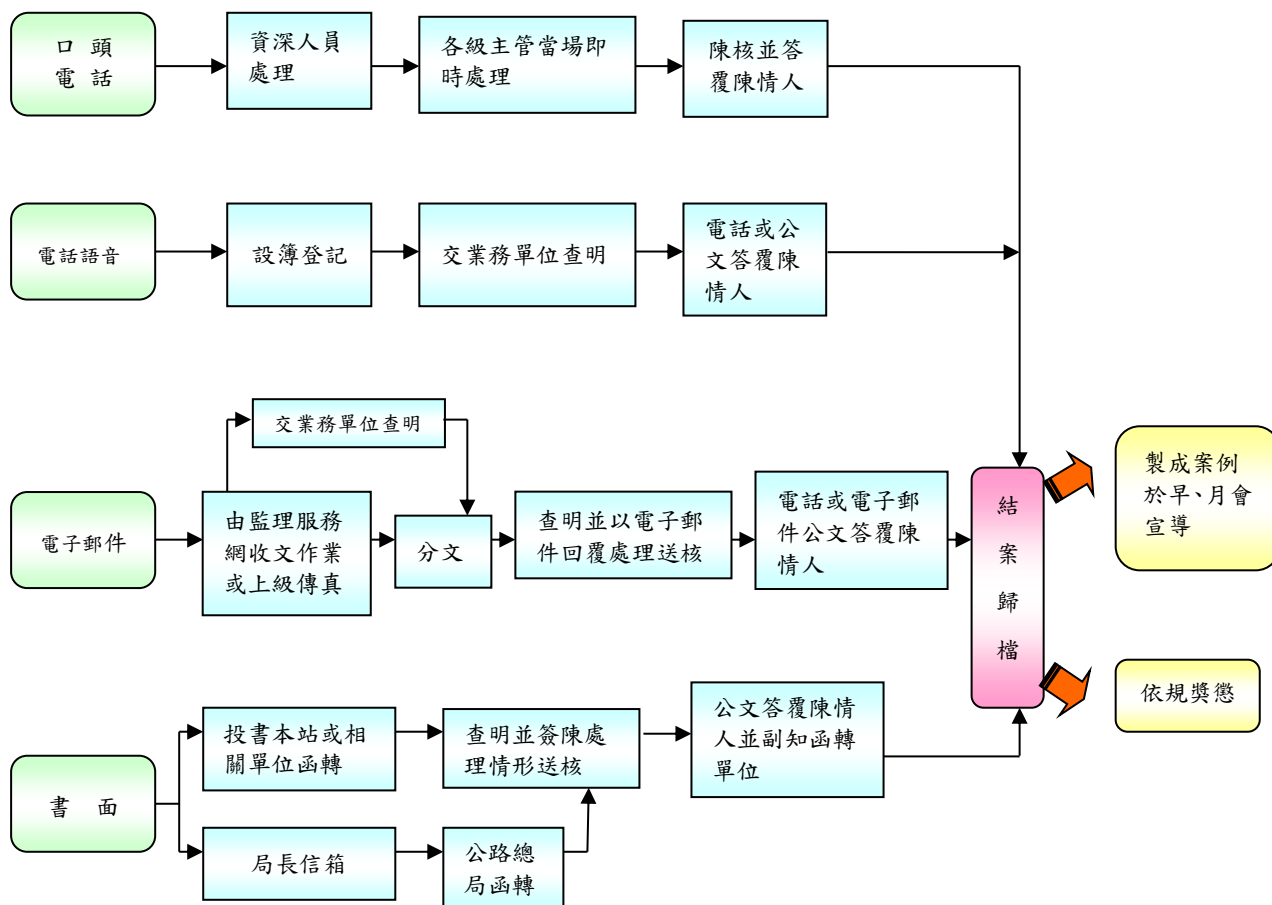 口頭
電話
資深人員
處理
各級主管當場即
時處理
陳核並答
覆陳情人
電話語音
設簿登記
交業務單位查明
電話或公
文答覆陳
情人
交業務單位查明
電子郵件
由監理服務
網收文作業
或上級傳真
分文
查明並以電子郵
件回覆處理送核
電話或電子郵
件公文答覆陳
情人
結
案
歸
檔
製成案例
於早、月會
宣導
依規獎懲
書面
投書本站或相
關單位函轉
查明並簽陳處
理情形送核
公文答覆陳情
人並副知函轉
單位
局長信箱
公路總
局函轉